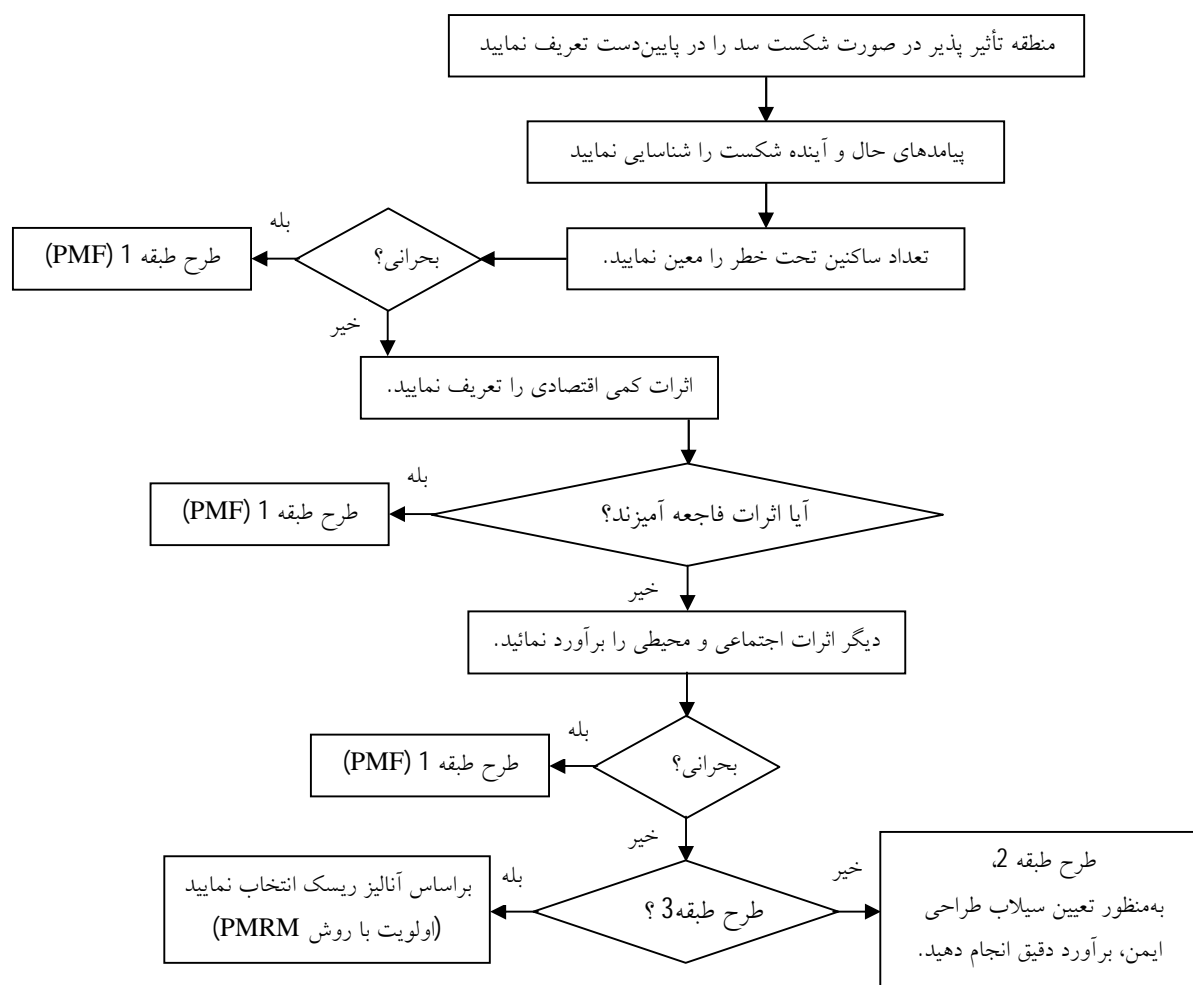 منطقه تأثیر پذیر در صورت شکست سد را در پایین‌دست تعریف نمایید
پیامدهای حال و آینده شکست را شناسایی نمایید
تعداد ساکنین تحت خطر را معین نمایید.
بحرانی؟
بله
طرح طبقه 1 (PMF)
خیر
اثرات کمی اقتصادی را تعریف نمایید.
آیا اثرات فاجعه آمیزند؟
بله
طرح طبقه 1 (PMF)
خیر
دیگر اثرات اجتماعی و محیطی را برآورد نمائید.
بحرانی؟
بله
طرح طبقه 1 (PMF)
خیر
طرح طبقه3 ؟
بله
براساس آنالیز ریسک انتخاب نمایید
(اولویت با روش PMRM)
خیر
طرح طبقه 2،
به‌منظور تعیین سیلاب طراحی
ایمن، برآورد دقیق انجام دهید.